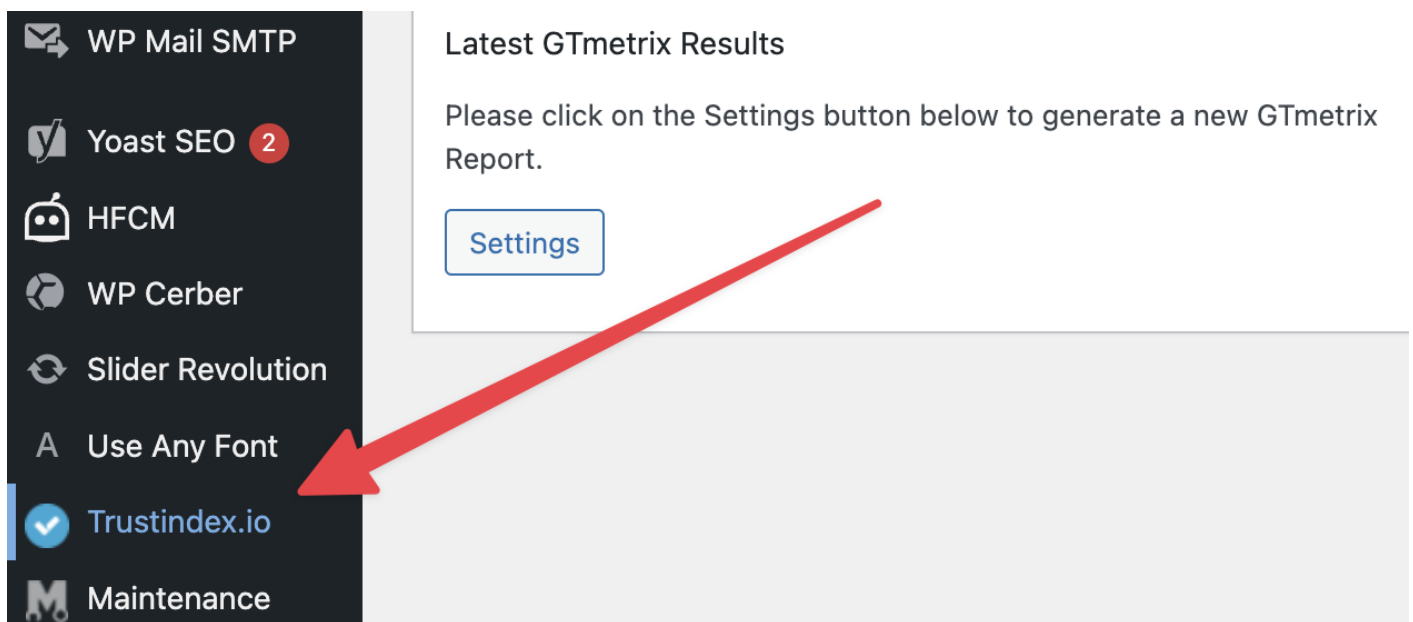 WP Mail SMTP
Yoast SEO 2
HFCM
WP Cerber
Slider Revolution
A Use Any Font
Trustindex.io
Maintenance
Latest GTmetrix Results
Please click on the Settings button below to generate a new GTmetrix
Report.
Settings